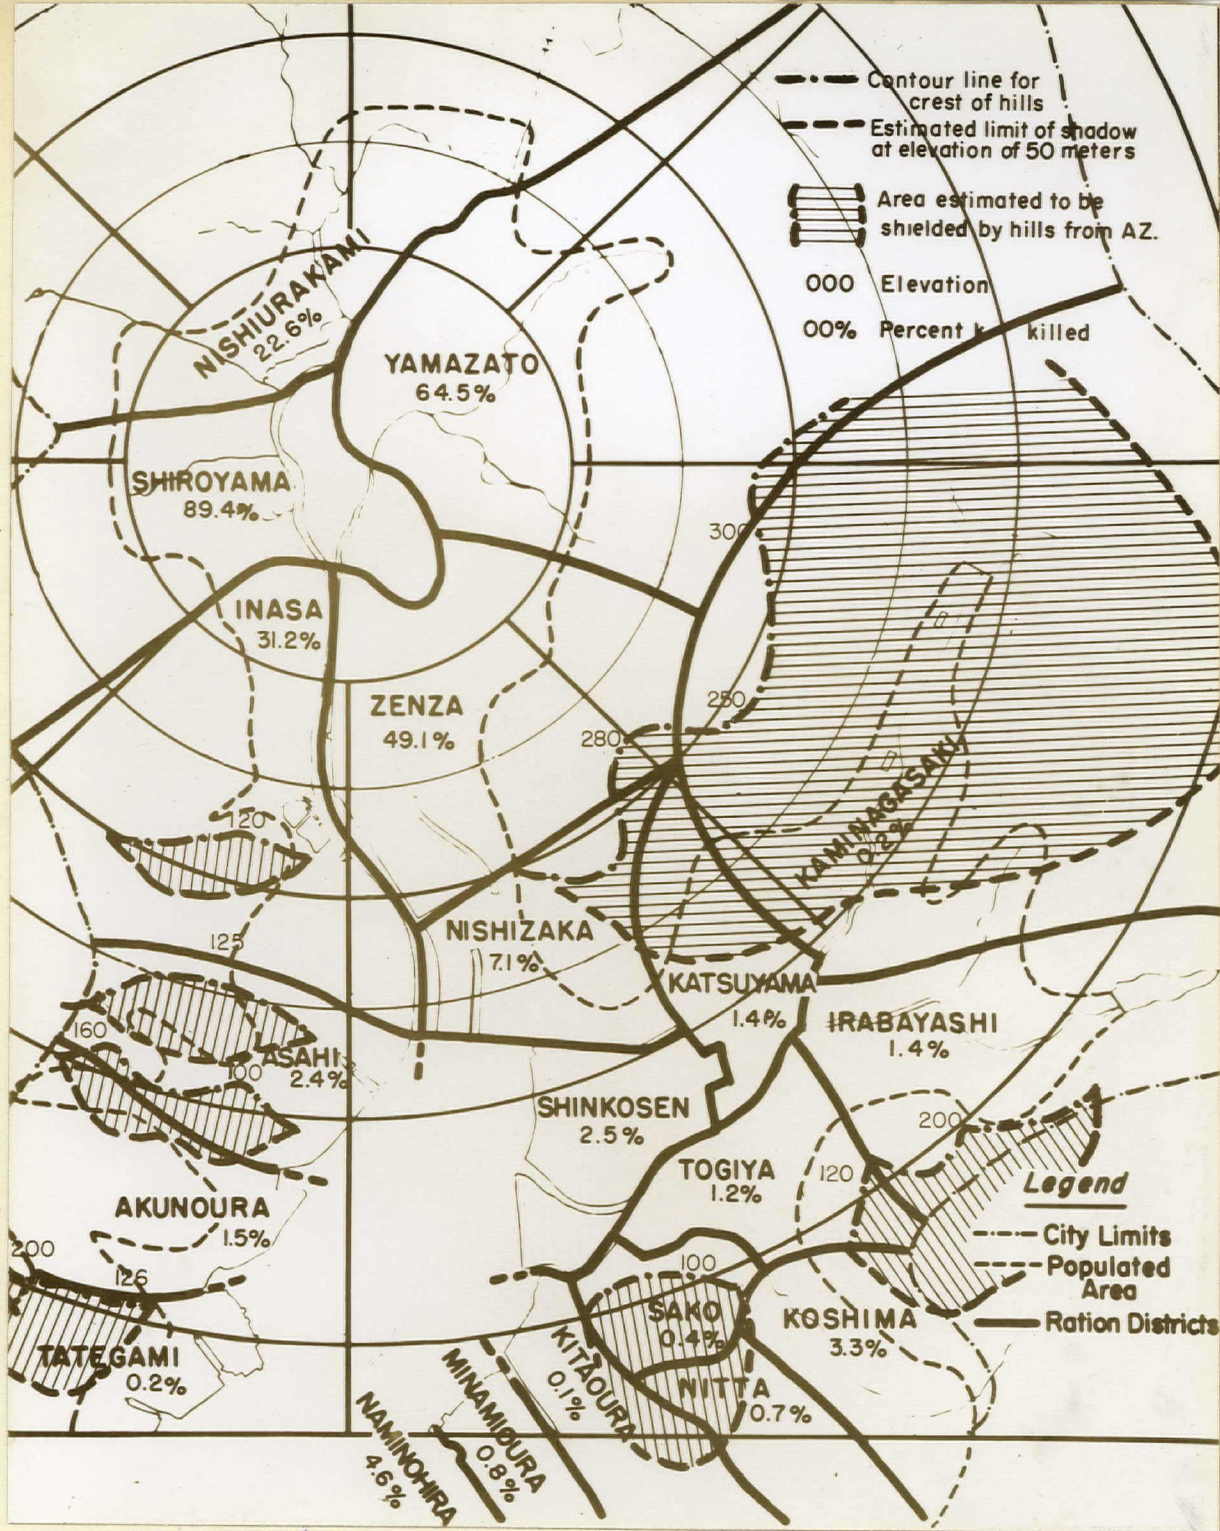 Contour line for
crest of hills
Estimated limit of shadow
at elevation of 50 meters
Area estimated to be
shielded by hills from AZ.
000 Elevation
00% Percent k killed
NISHIURAKAMI
22.6%
YAMAZATO
64.5%
SHIROYAMA
89.4%
300
INASA
31.2%
ZENZA
49.1%
250
280
KAMINAGASAKI
0.2%
120
NISHIZAKA
7.1%
125
KATSUYAMA
1.4%
IRABAYASHI
1.4%
160
ASAHI
2.4%
100
SHINKOSEN
2.5%
200
TOGIYA
1.2%
120
Legend
City Limits
Populated
Area
Ration Districts
AKUNOURA
1.5%
200
126
100
SAKO
0.4%
KOSHIMA
3.3%
TATEGAMI
0.2%
KITAOURA
0.1%
NITTA
0.7%
MINAMIOURA
0.8%
NAMINOHIRA
4.6%